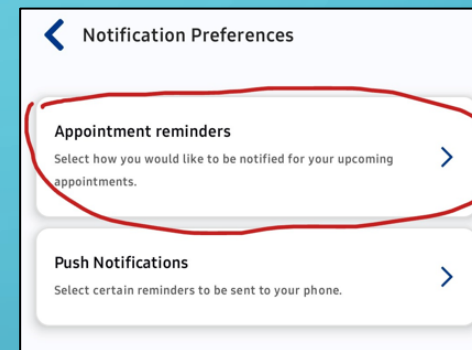 Notification Preferences
Appointment reminders
Select how you would like to be notified for your upcoming
appointments.
Push Notifications
Select certain reminders to be sent to your phone.